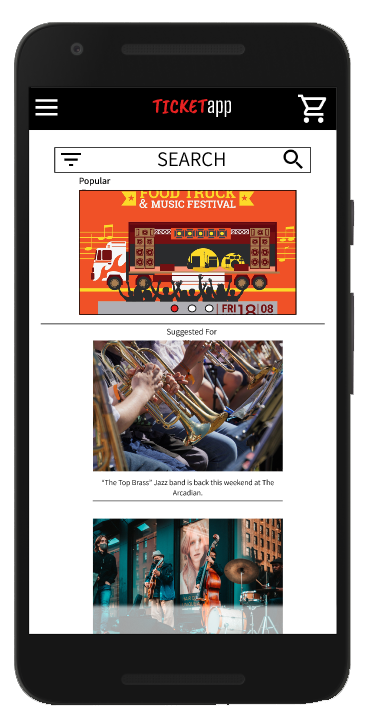 TICKETapp
SEARCH
Popular
FOOD TRUCK
& MUSIC FESTIVAL
FRI 18 08
Suggested For
“The Top Brass” Jazz band is back this weekend at The
Arcadian.